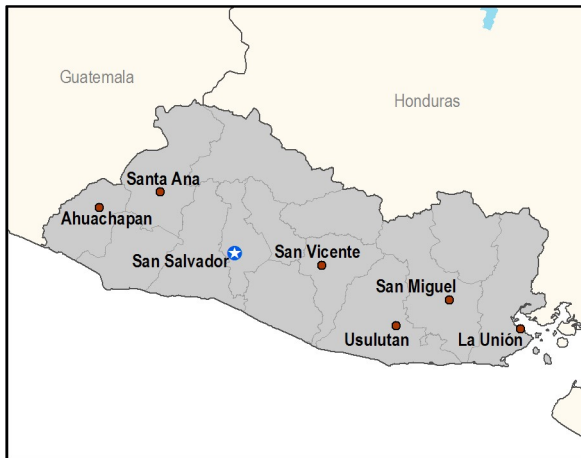 Guatemala
Honduras
Santa Ana
Ahuachapan
San Salvador
San Vicente
San Miguel
Usulutan
La Unión